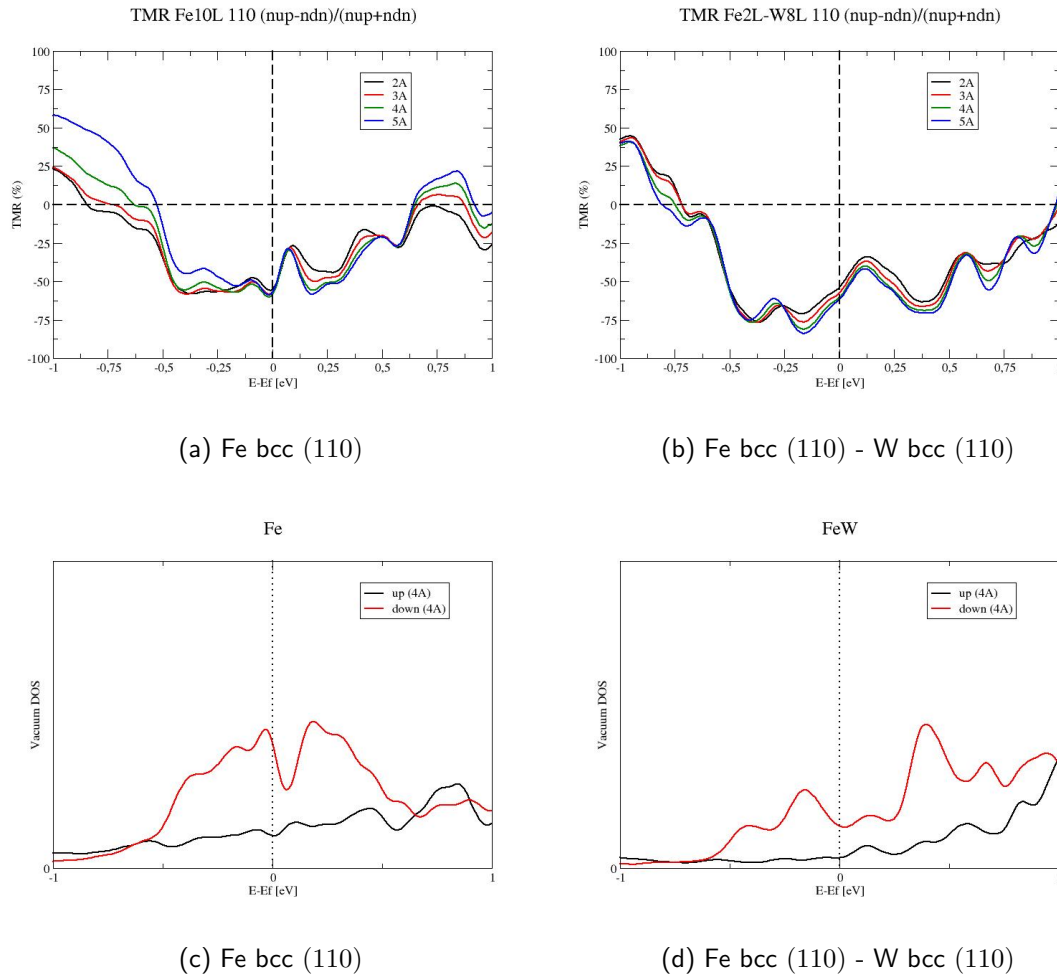 TMR Fe10L 110 (nup-ndn)/(nup+ndn)
100
75
50
25
0
-25
-50
-75
-100
TMR (%)
2A
3A
4A
5A
-1
-0,75
-0,5
-0,25
0
0,25
0,5
0,75
1
E-Ef [eV]
(a) Fe bcc (110)
TMR Fe2L-W8L 110 (nup-ndn)/(nup+ndn)
100
75
50
25
0
-25
-50
-75
-100
TMR (%)
2A
3A
4A
5A
-1
-0,75
-0,5
-0,25
0
0,25
0,5
0,75
E-Ef [eV]
(b) Fe bcc (110) - W bcc (110)
Fe
up (4A)
down (4A)
Vacuum DOS
0
-1
0
1
E-Ef [eV]
(c) Fe bcc (110)
FeW
up (4A)
down (4A)
Vacuum DOS
0
-1
0
E-Ef [eV]
(d) Fe bcc (110) - W bcc (110)